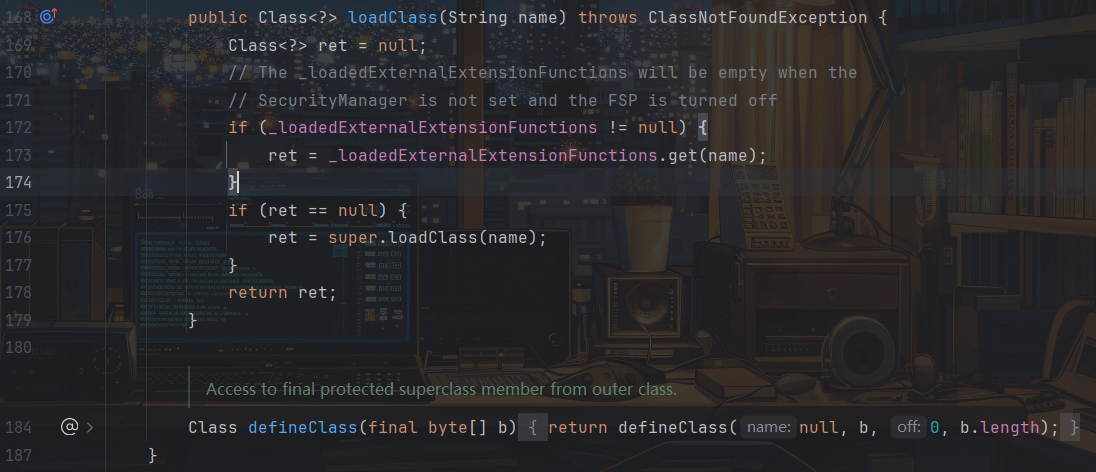 168 public Class<?> loadClass(String name) throws ClassNotFoundException {
169 Class<?> ret = null;
170 // The _loadedExternalExtensionFunctions will be empty when the
171 // SecurityManager is not set and the FSP is turned off
172 if (_loadedExternalExtensionFunctions != null) {
173 ret = _loadedExternalExtensionFunctions.get(name);
174 }
175 if (ret == null) {
176 ret = super.loadClass(name);
177 }
178 return ret;
179 }
180
Access to final protected superclass member from outer class.
184 @ Class defineClass(final byte[] b) { return defineClass( name: null, b, off: 0, b.length); }
187 }